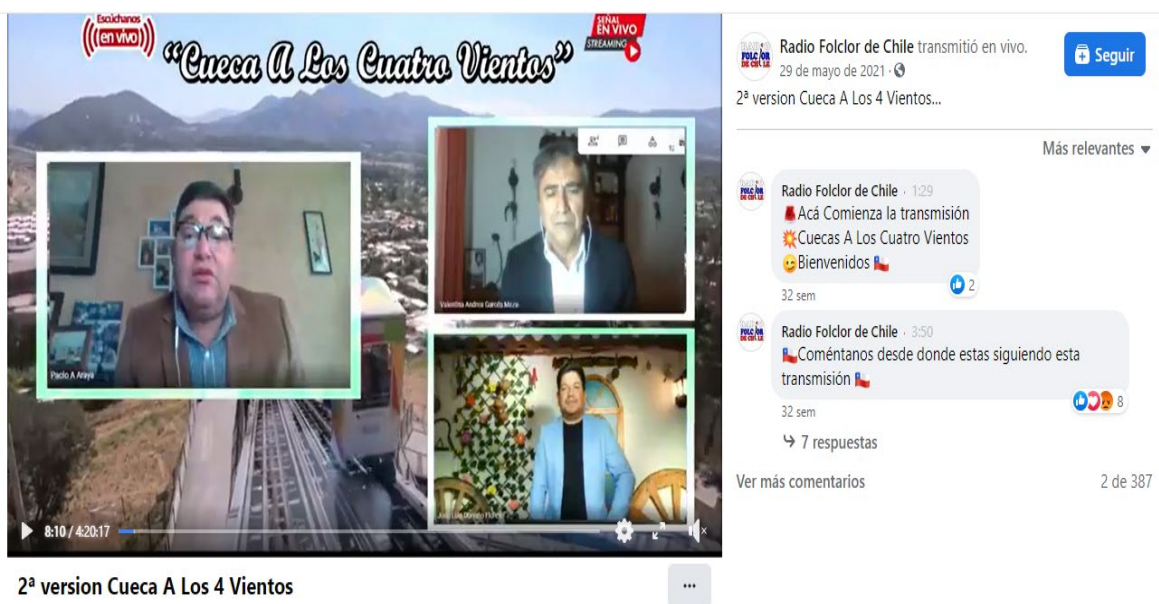 Escúchanos
((en vivo))
SEÑAL
EN VIVO
STREAMING
"Cueca A Los Cuatro Vientos"
Paolo A Araya
8:10 / 4:20:17
2ª version Cueca A Los 4 Vientos
Radio Folclor de Chile transmitió en vivo.
29 de mayo de 2021 ·
Seguir
2ª version Cueca A Los 4 Vientos...
Más relevantes
Radio Folclor de Chile · 1:29
Acá Comienza la transmisión
Cuecas A Los Cuatro Vientos
Bienvenidos
2
32 sem
Radio Folclor de Chile · 3:50
Coméntanos desde donde estas siguiendo esta
transmisión
8
32 sem
7 respuestas
Ver más comentarios
2 de 387